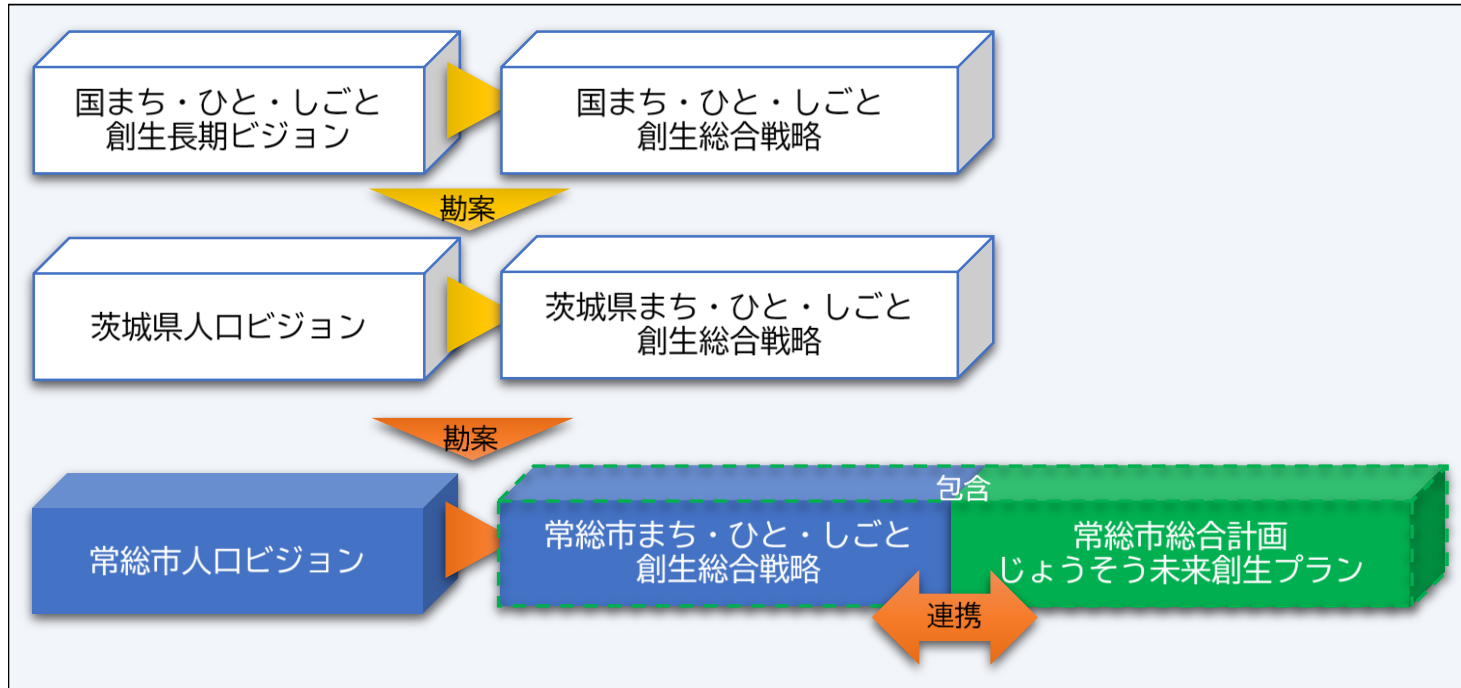 国まち・ひと・しごと
創生長期ビジョン
国まち・ひと・しごと
創生総合戦略
勘案
茨城県人口ビジョン
茨城県まち・ひと・しごと
創生総合戦略
勘案
包含
常総市人口ビジョン
常総市まち・ひと・しごと
創生総合戦略
常総市総合計画
じょうそう未来創生プラン
連携